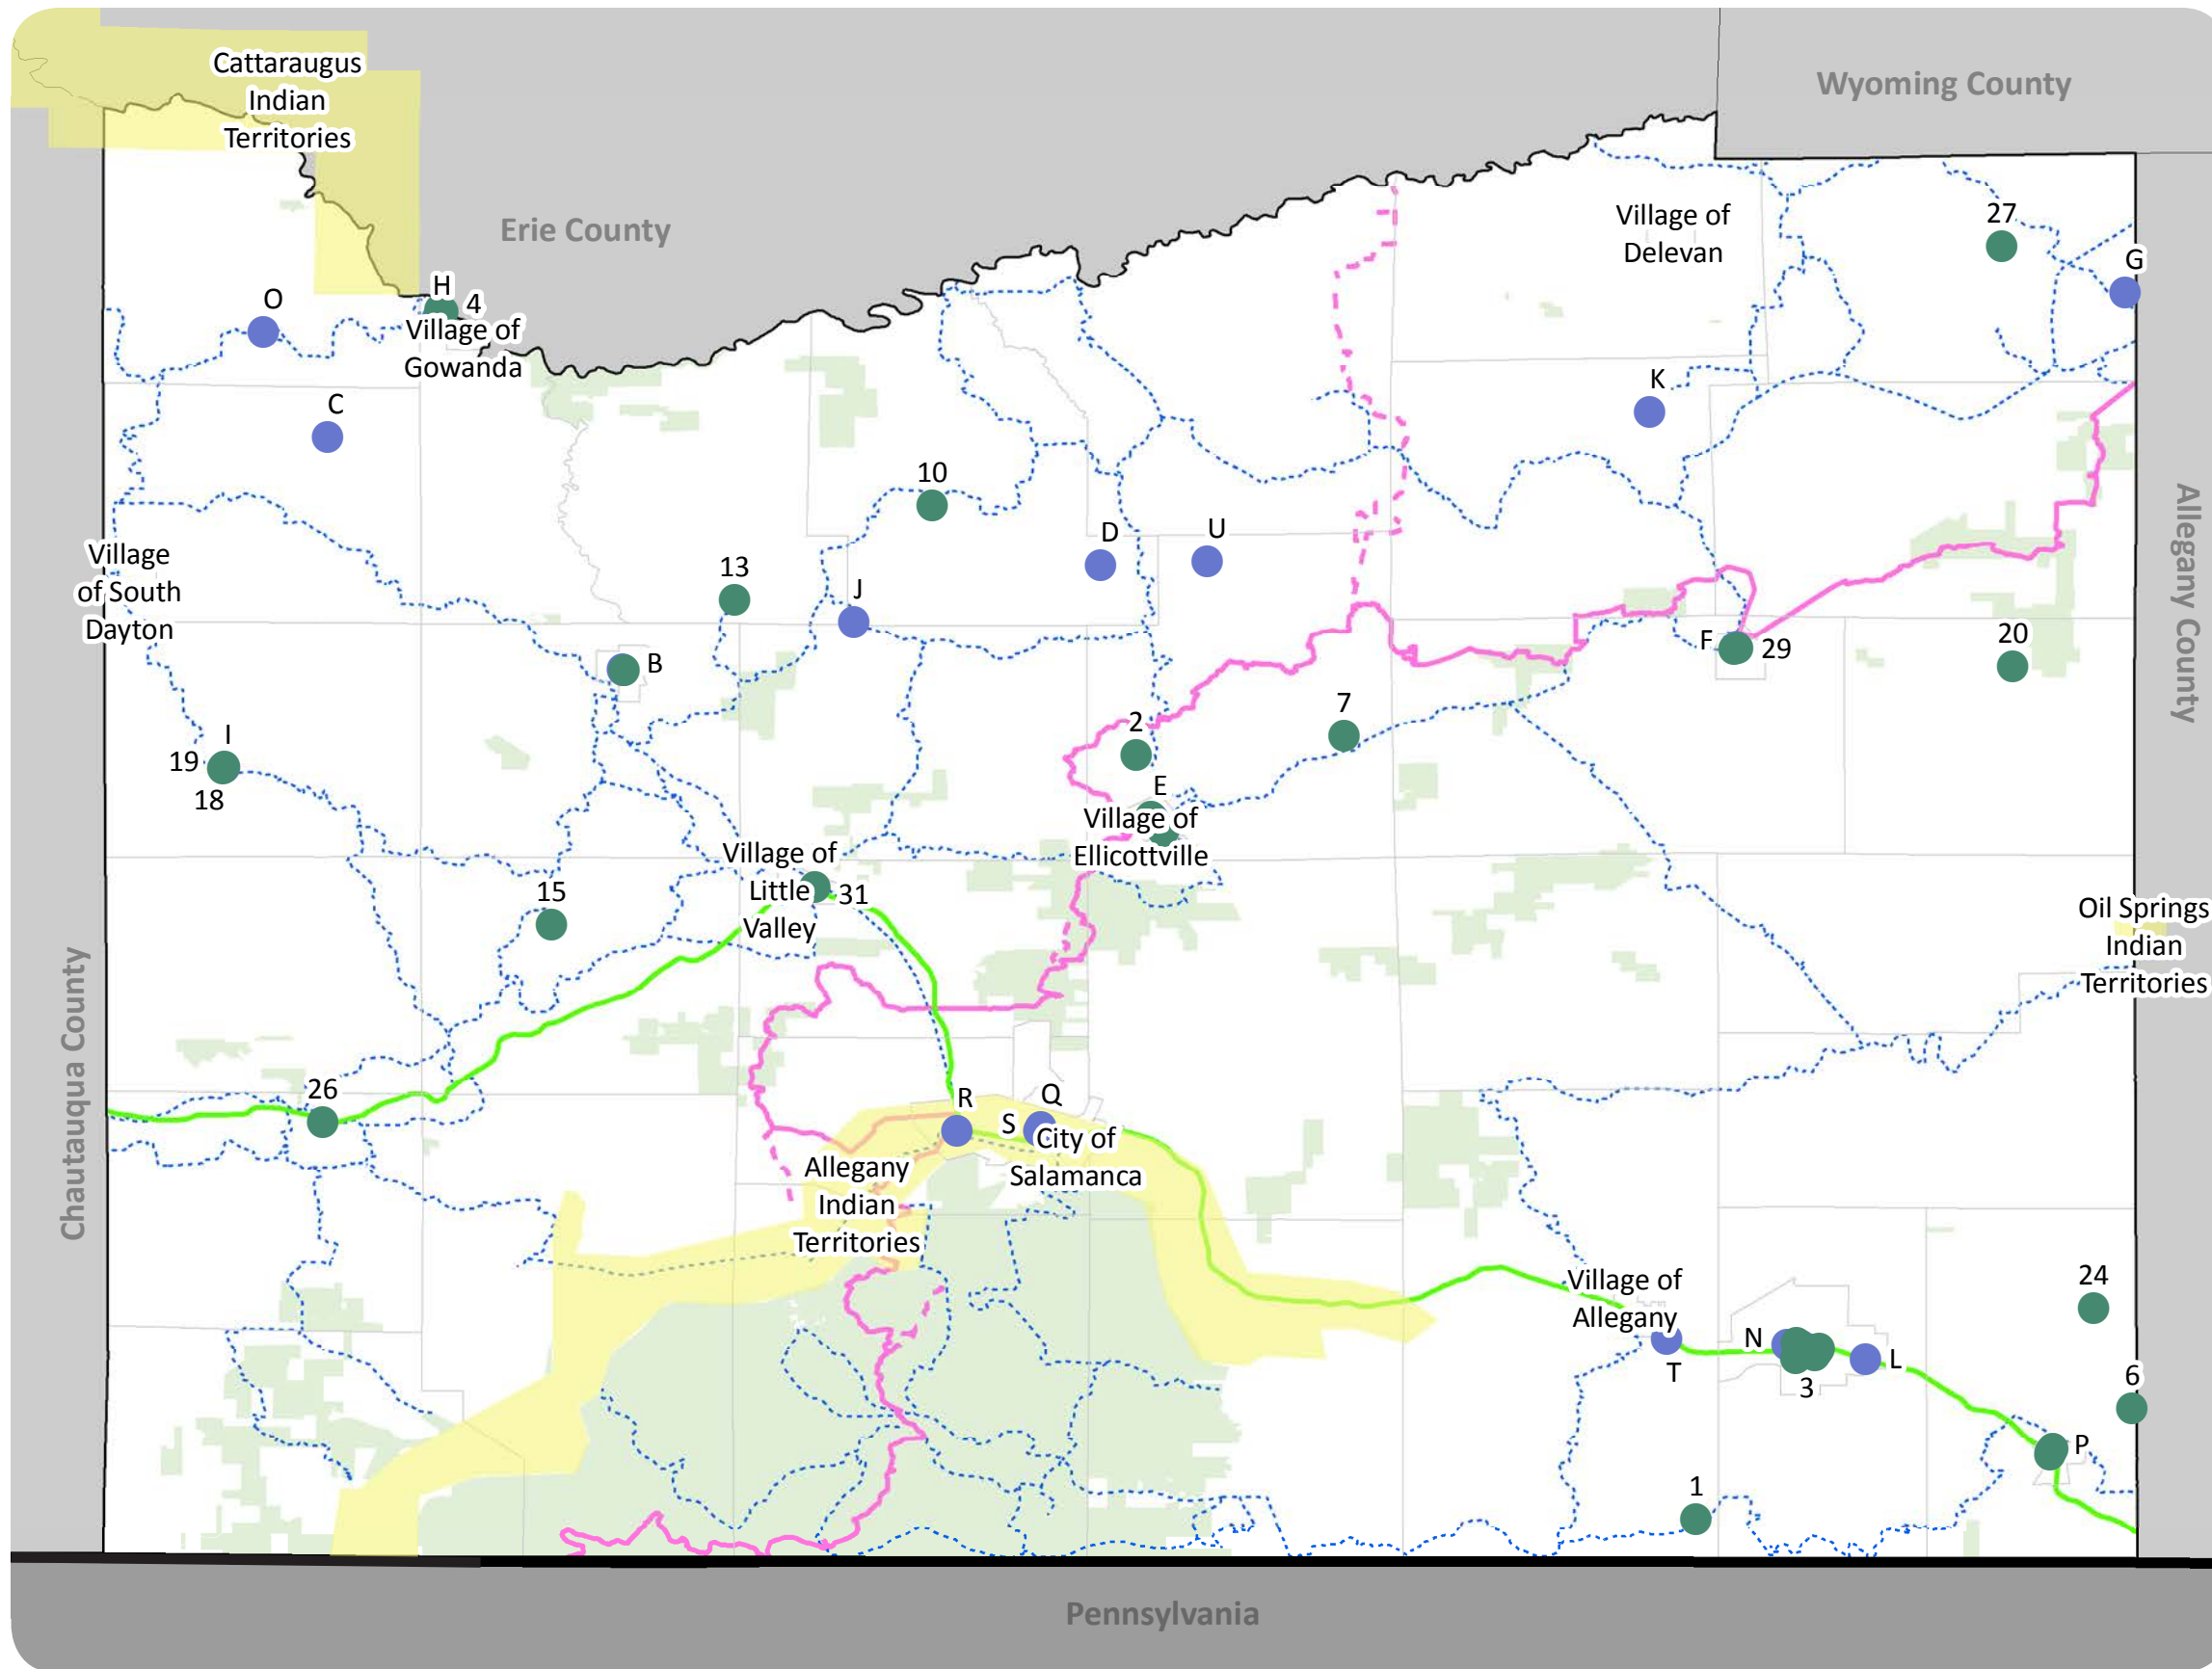 Cattaraugus
Indian
Territories
Wyoming County
Erie County
Village of
Delevan
27
G
H
4
O
Village of
Gowanda
K
C
10
D
U
Village
of South
Dayton
13
J
Allegany County
F
29
20
B
7
2
I
19
18
E
Village of
Ellicottville
Village of
Little
Valley
31
15
Oil Springs
Indian
Territories
Chautauqua County
26
R
Q
S
City of
Salamanca
Allegany
Indian
Territories
Village of
Allegany
24
N
T
L
3
6
P
1
Pennsylvania